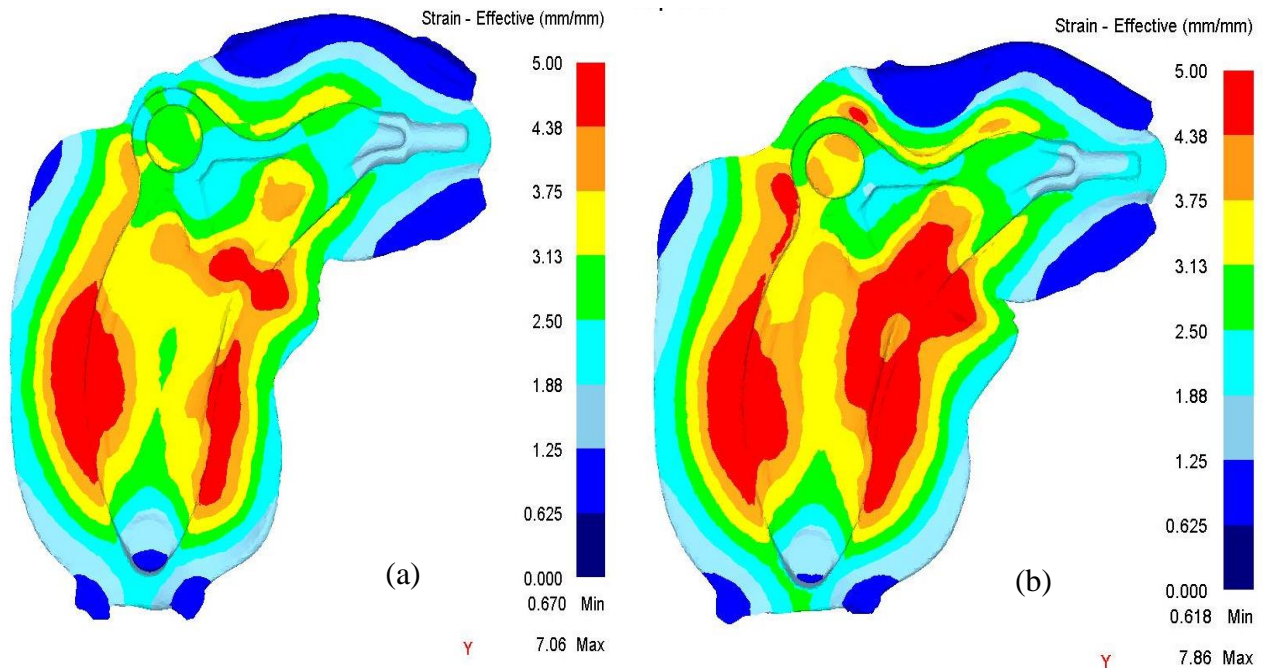 Strain - Effective (mm/mm)
5.00
4.38
3.75
3.13
2.50
1.88
1.25
0.625
0.000
0.670 Min
7.06 Max
Y
(a)
Strain - Effective (mm/mm)
5.00
4.38
3.75
3.13
2.50
1.88
1.25
0.625
0.000
0.618 Min
7.86 Max
Y
(b)